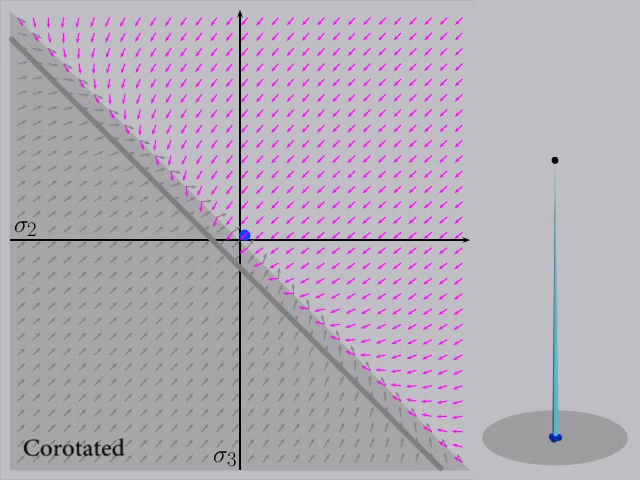 σ₂
Corotated
σ₃